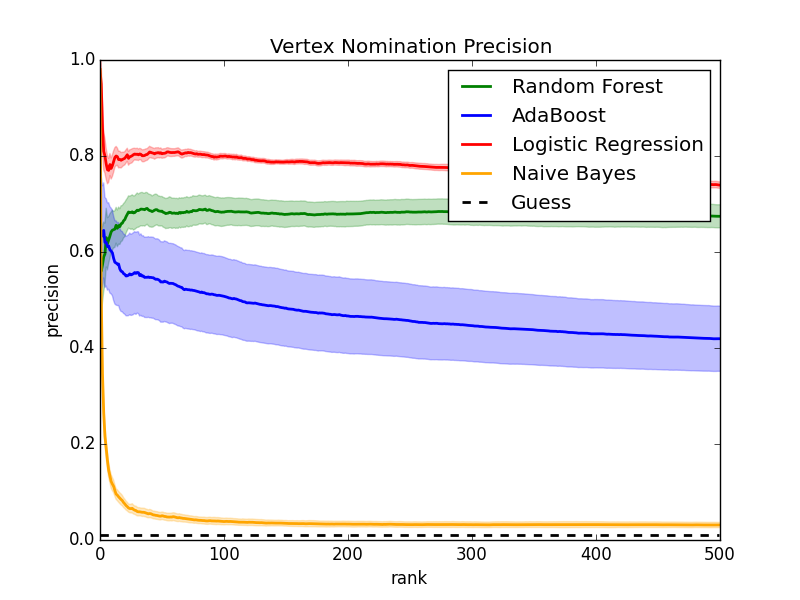 Vertex Nomination Precision
1.0
0.8
0.6
0.4
0.2
0.0
precision
Random Forest
AdaBoost
Logistic Regression
Naive Bayes
Guess
0 100 200 300 400 500
rank